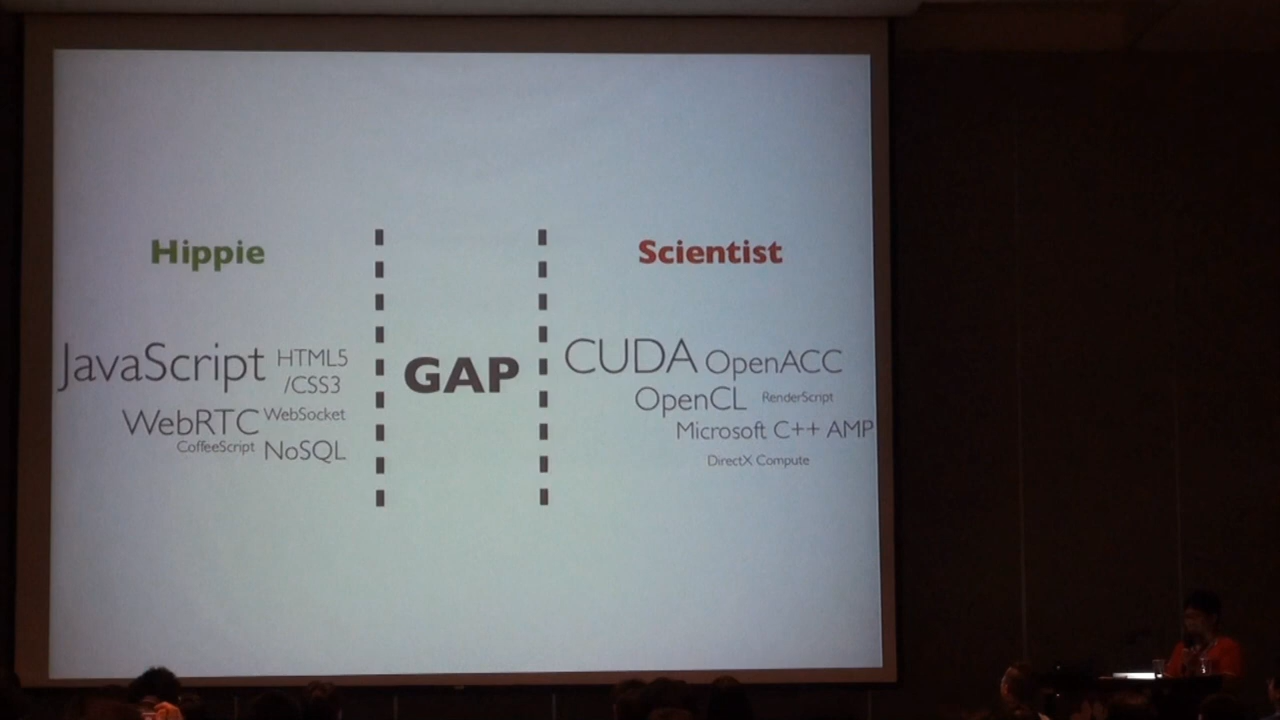 Hippie
JavaScript HTML5
/CSS3
WebRTC WebSocket
CoffeeScript NoSQL
GAP
Scientist
CUDA OpenACC
OpenCL RenderScript
Microsoft C++ AMP
DirectX Compute